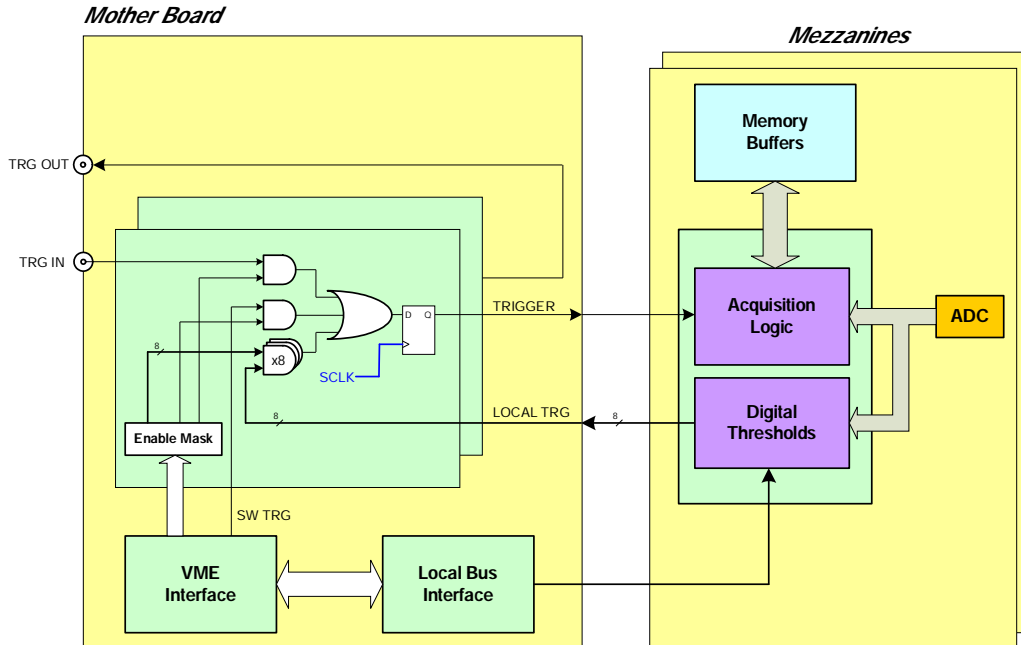 Mother Board
Mezzanines
Memory
Buffers
TRG OUT
TRG IN
D Q
TRIGGER
Acquisition
Logic
ADC
8
x8
SCLK
8
LOCAL TRG
8
Digital
Thresholds
Enable Mask
SW TRG
VME
Interface
Local Bus
Interface